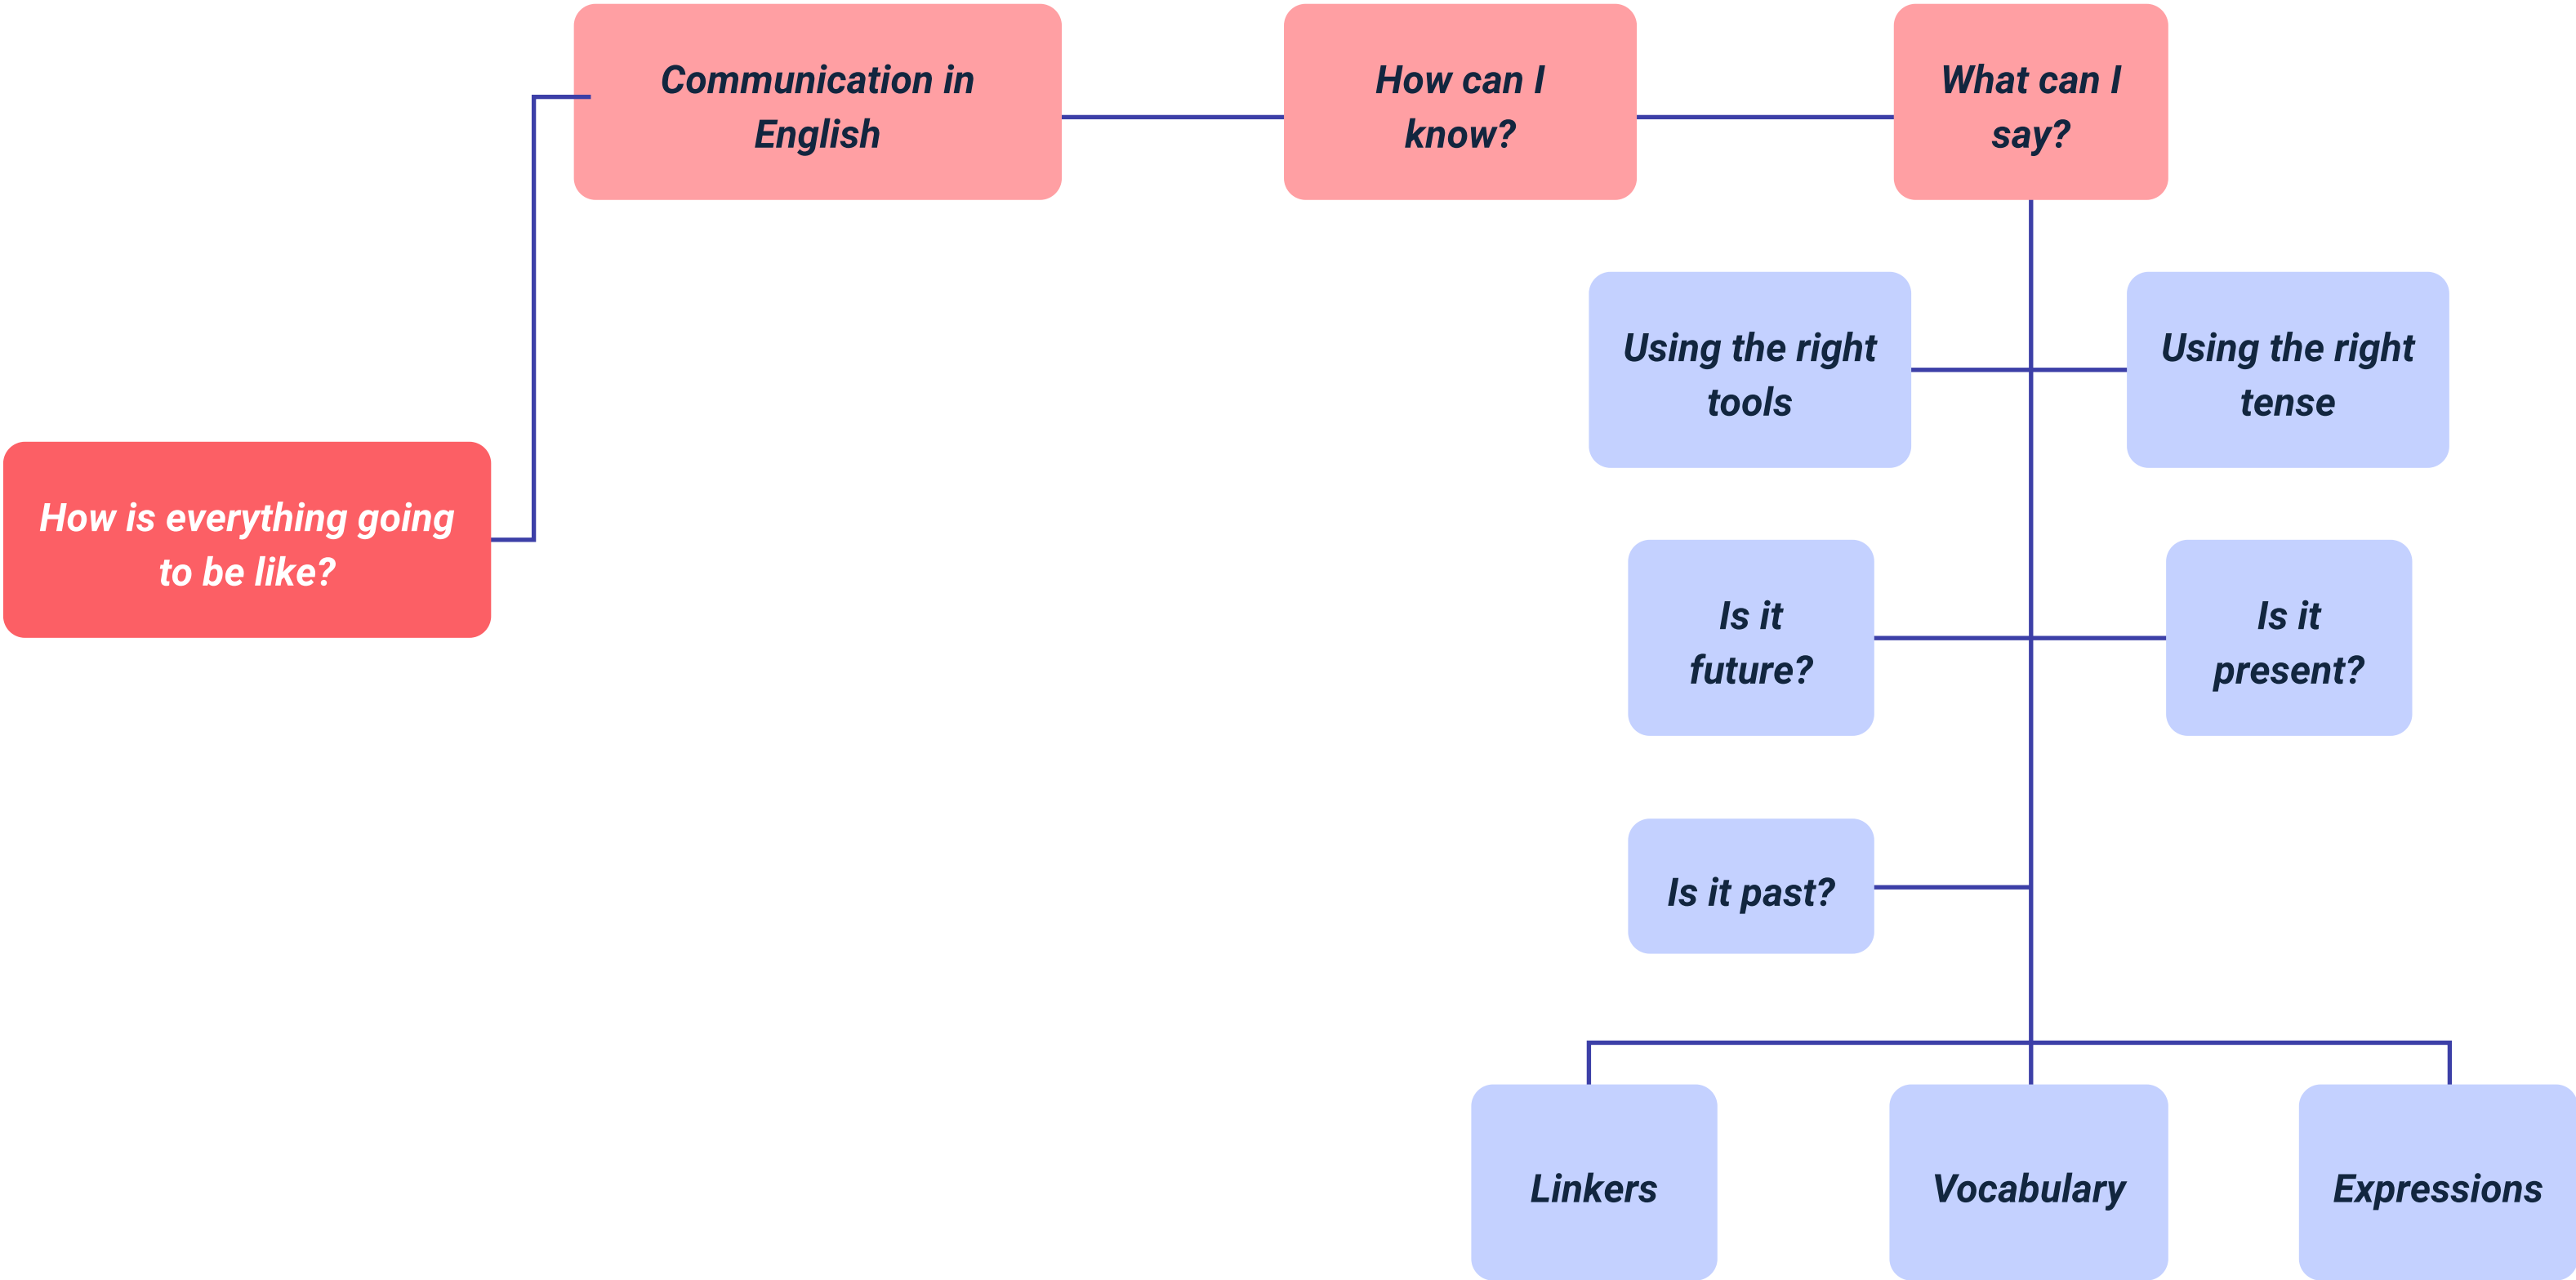 Communication in
English
How can I
know?
What can I
say?
Using the right
tools
Using the right
tense
How is everything going
to be like?
Is it
future?
Is it
present?
Is it past?
Linkers
Vocabulary
Expressions